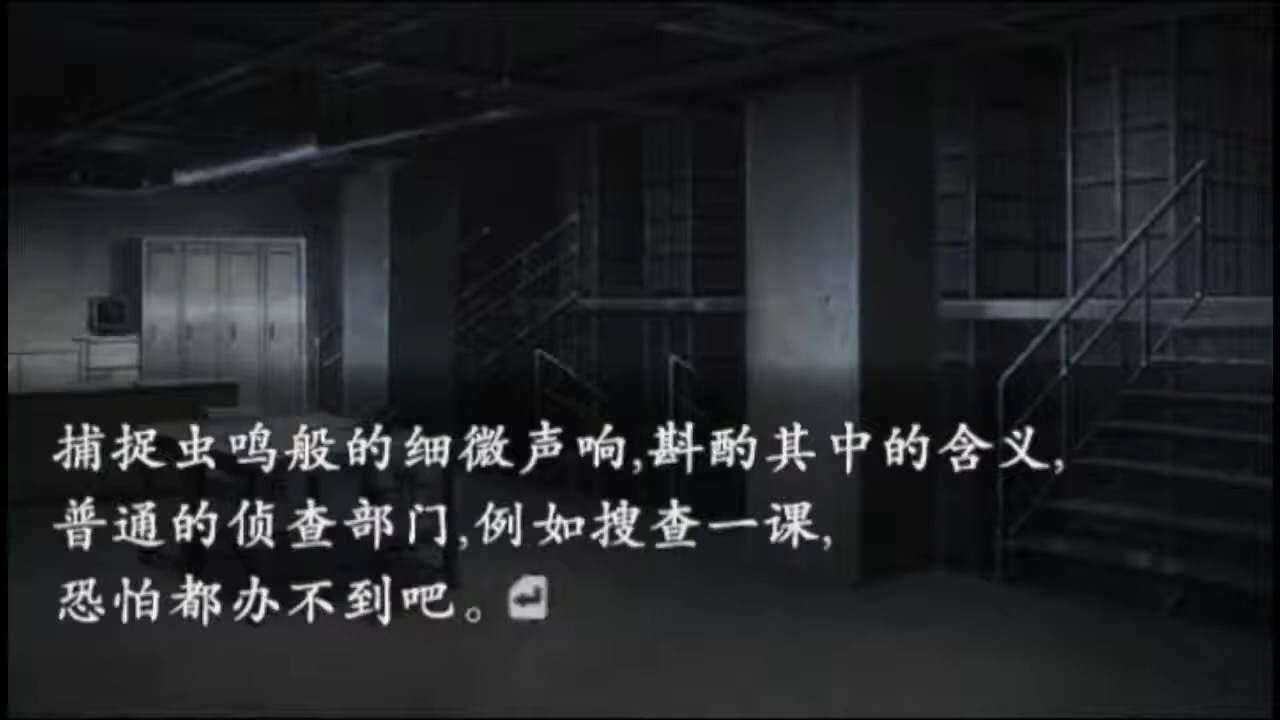 捕捉虫鸣般的细微声响,斟酌其中的含义,
普通的侦查部门,例如搜查一课,
恐怕都办不到吧。